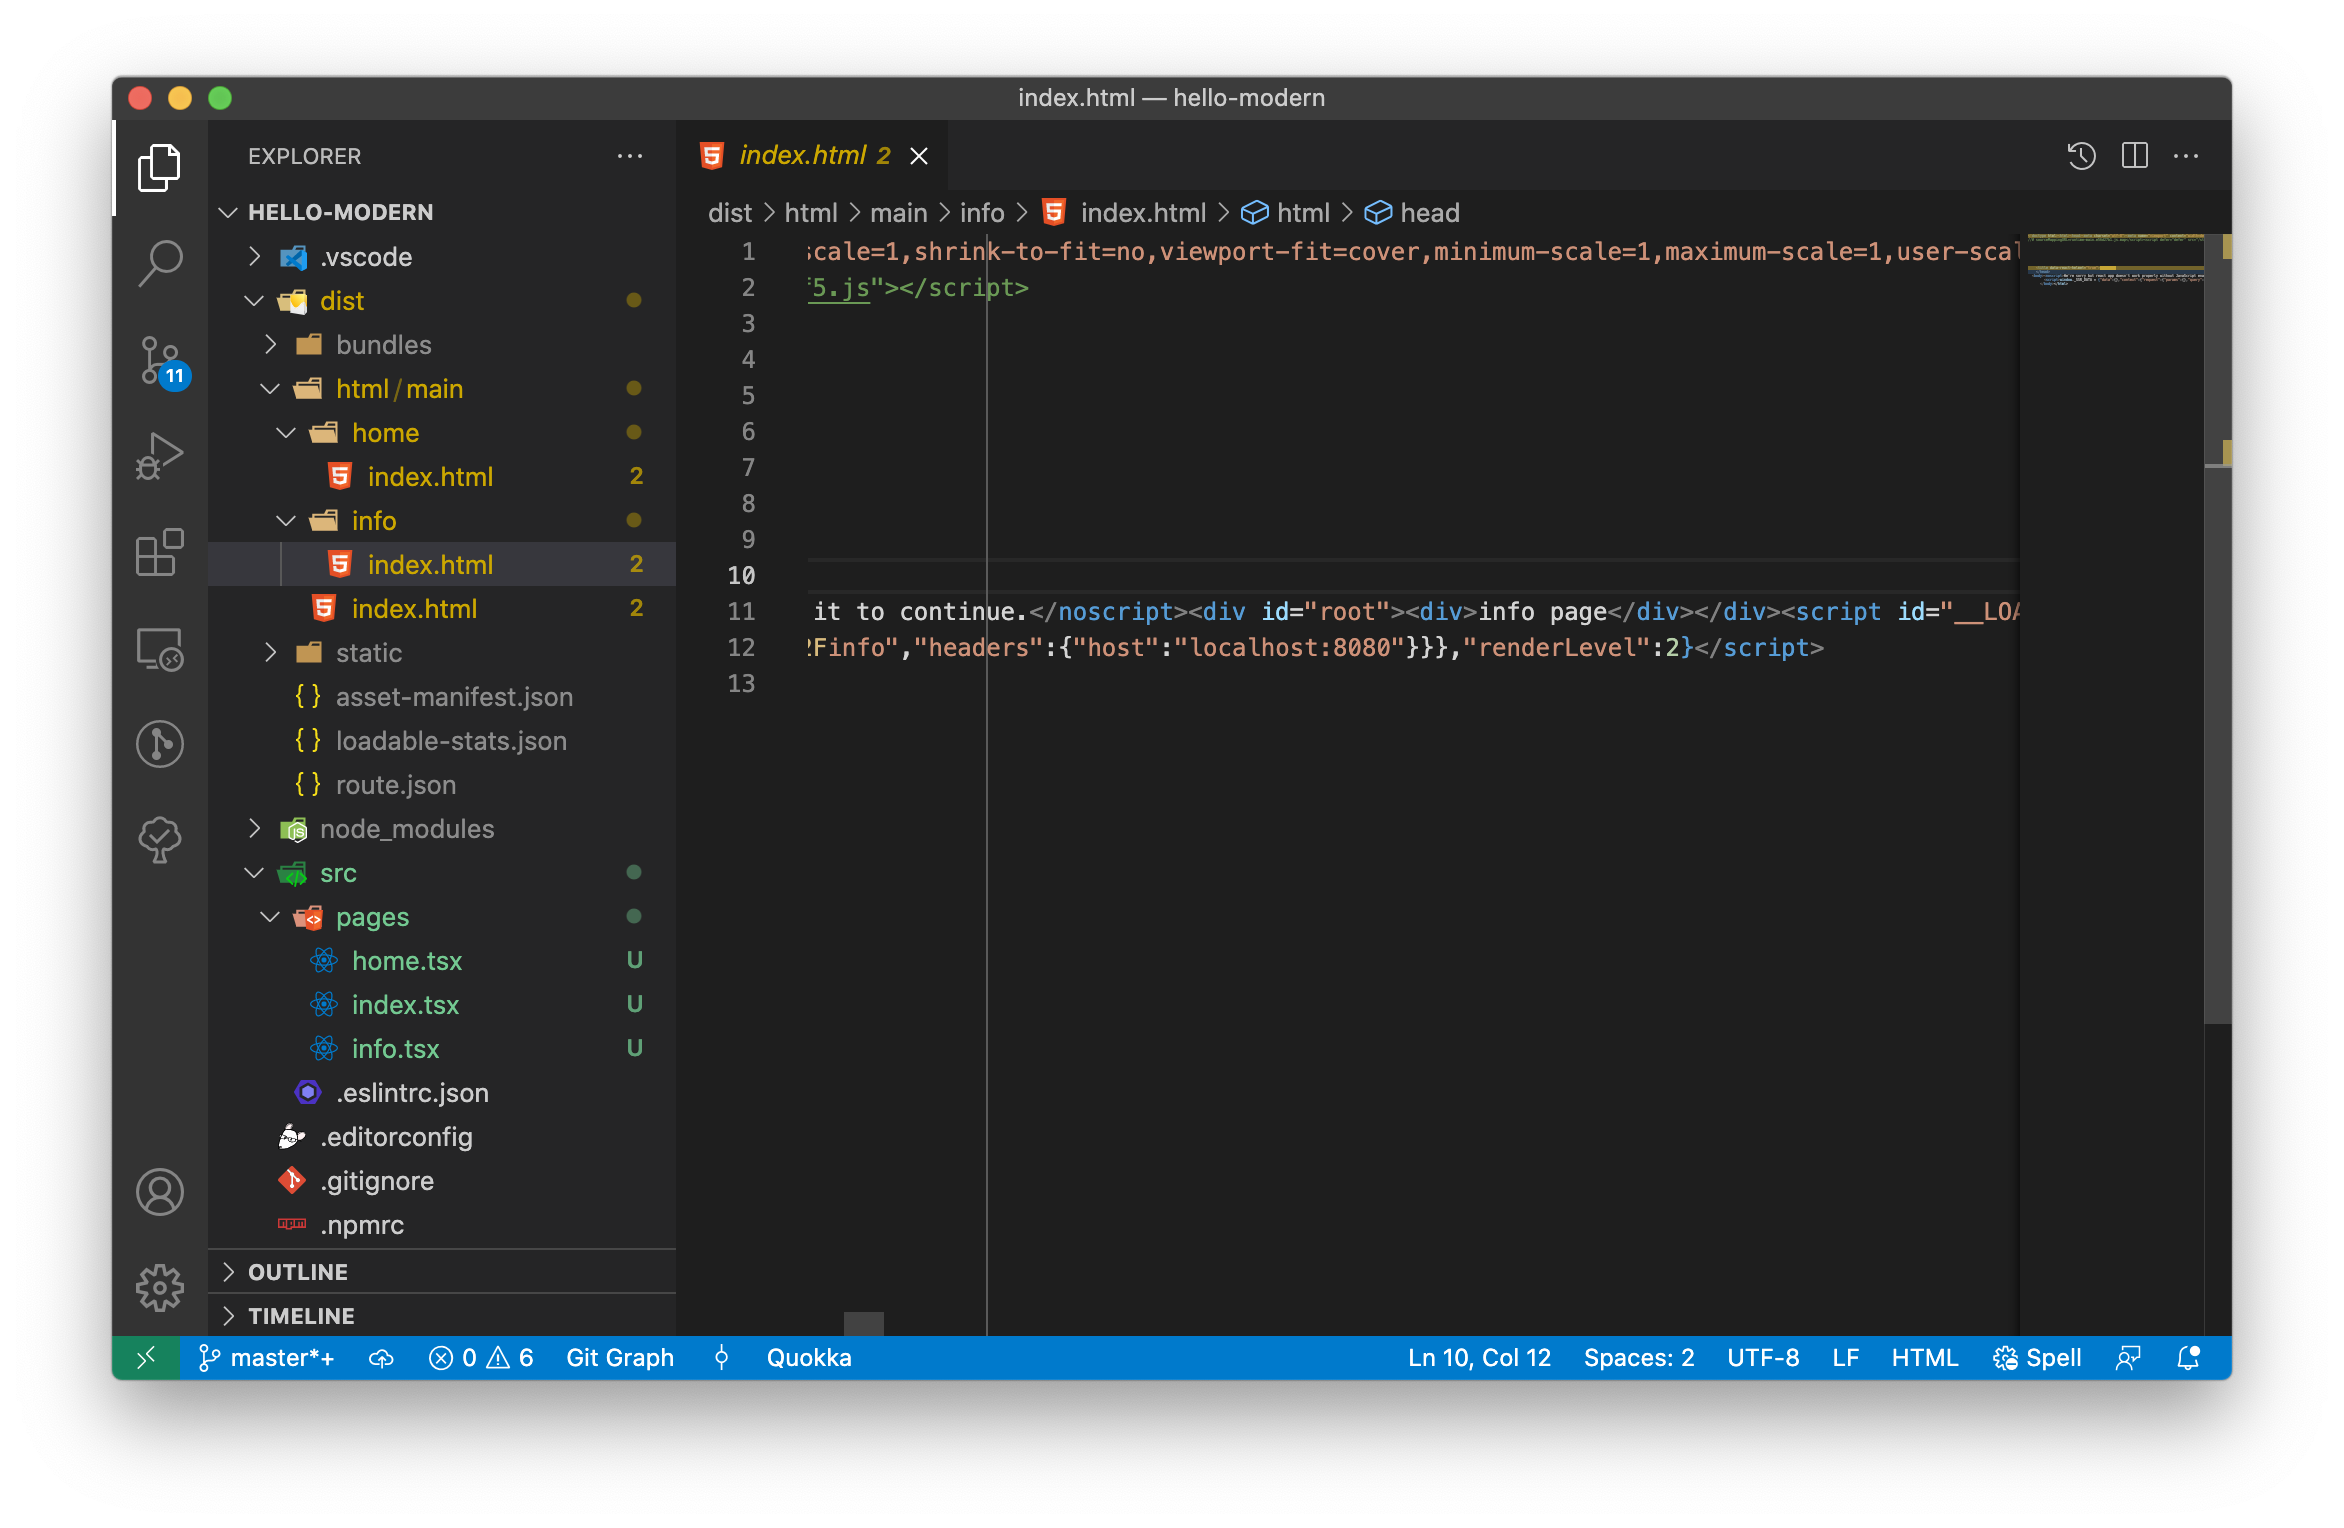 index.html — hello-modern
EXPLORER
HELLO-MODERN
.vscode
dist
bundles
html/main
home
index.html 2
info
index.html 2
index.html 2
static
{ } asset-manifest.json
{ } loadable-stats.json
{ } route.json
node_modules
src
pages
home.tsx U
index.tsx U
info.tsx U
.eslintrc.json
.editorconfig
.gitignore
.npmrc
OUTLINE
TIMELINE
11
index.html 2
dist > html > main > info > index.html > html > head
1 scale=1,shrink-to-fit=no,viewport-fit=cover,minimum-scale=1,maximum-scale=1,user-scal
2 f5.js"></script>
3
4
5
6
7
8
9
10
11 it to continue.</noscript><div id="root"><div>info page</div></div><script id="__LOA
12 2Finfo","headers":{"host":"localhost:8080"}}},"renderLevel":2}</script>
13
master*+ 0 6 Git Graph Quokka Ln 10, Col 12 Spaces: 2 UTF-8 LF HTML Spell